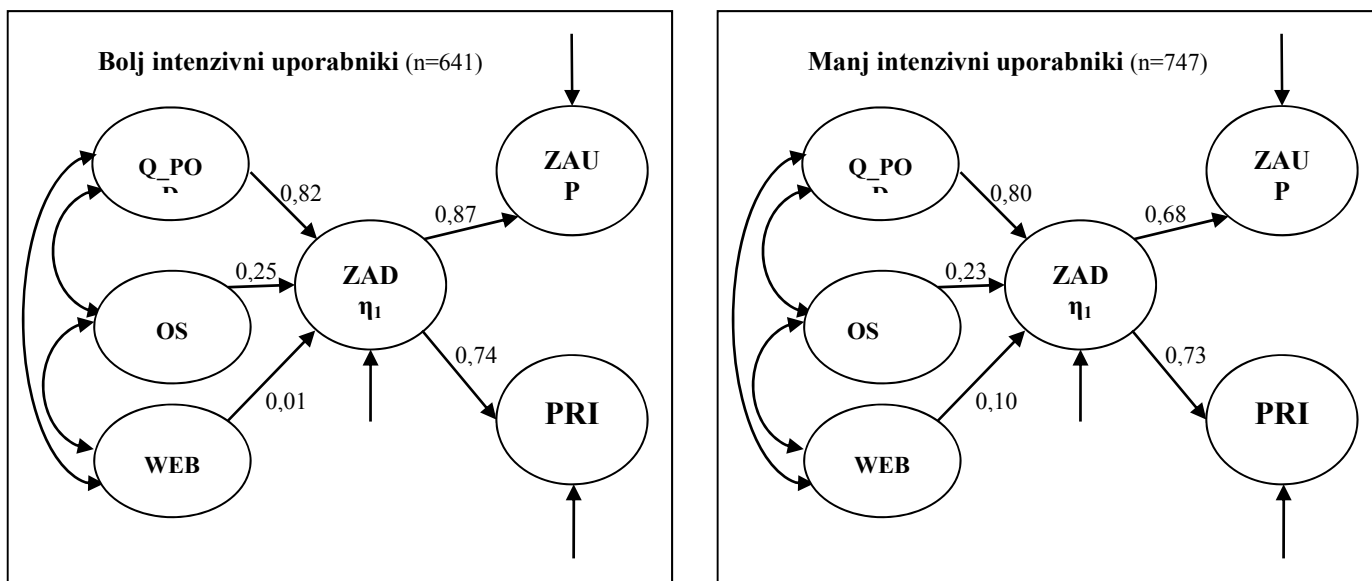 Bolj intenzivni uporabniki (n=641)
Q_PO
0,82
ZAU
P
0,87
OS
0,25
ZAD
η₁
0,74
WEB
0,01
PRI
Manj intenzivni uporabniki (n=747)
Q_PO
0,80
ZAU
P
0,68
OS
0,23
ZAD
η₁
0,73
WEB
0,10
PRI